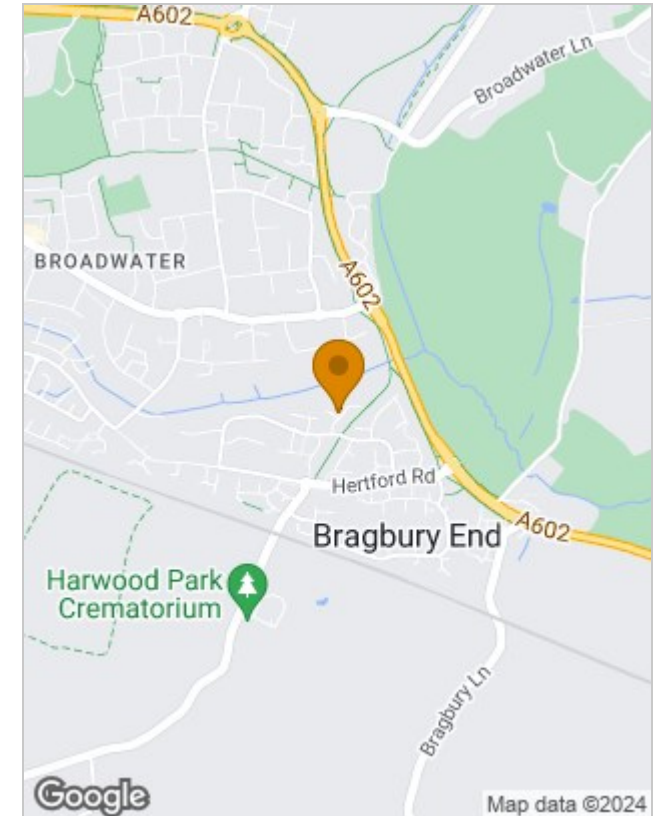 A602
Broadwater Ln
BROADWATER
A602
Hertford Rd
Bragbury End
A602
Harwood Park
Crematorium
Bragbury Ln
Google
Map data ©2024